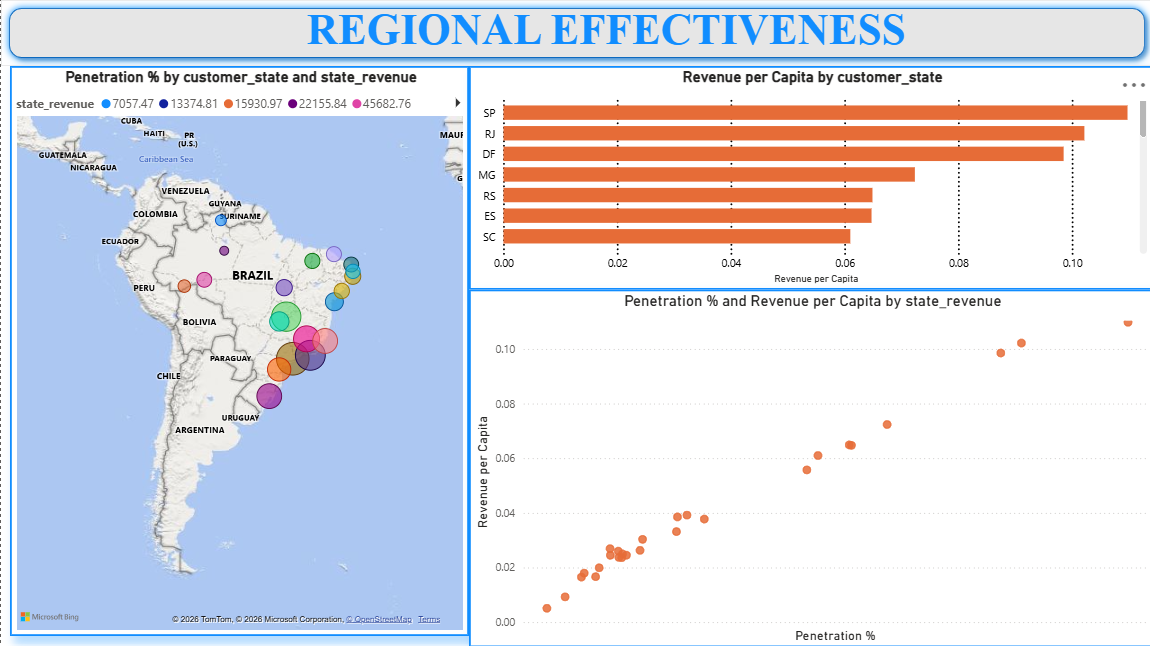 REGIONAL EFFECTIVENESS
Penetration % by customer_state and state_revenue
state_revenue 7057.47 13374.81 15930.97 22155.84 45682.76
CUBA
HAITI
PR
(U.S.)
GUATEMALA
NICARAGUA
Caribbean Sea
VENEZUELA
GUYANA
SURINAME
COLOMBIA
ECUADOR
BRAZIL
PERU
BOLIVIA
PARAGUAY
CHILE
URUGUAY
ARGENTINA
Microsoft Bing
© 2026 TomTom, © 2026 Microsoft Corporation, © OpenStreetMap Terms
Revenue per Capita by customer_state
SP
RJ
DF
MG
RS
ES
SC
0.00 0.02 0.04 0.06 0.08 0.10
Revenue per Capita
Penetration % and Revenue per Capita by state_revenue
Revenue per Capita
0.10
0.08
0.06
0.04
0.02
0.00
Penetration %